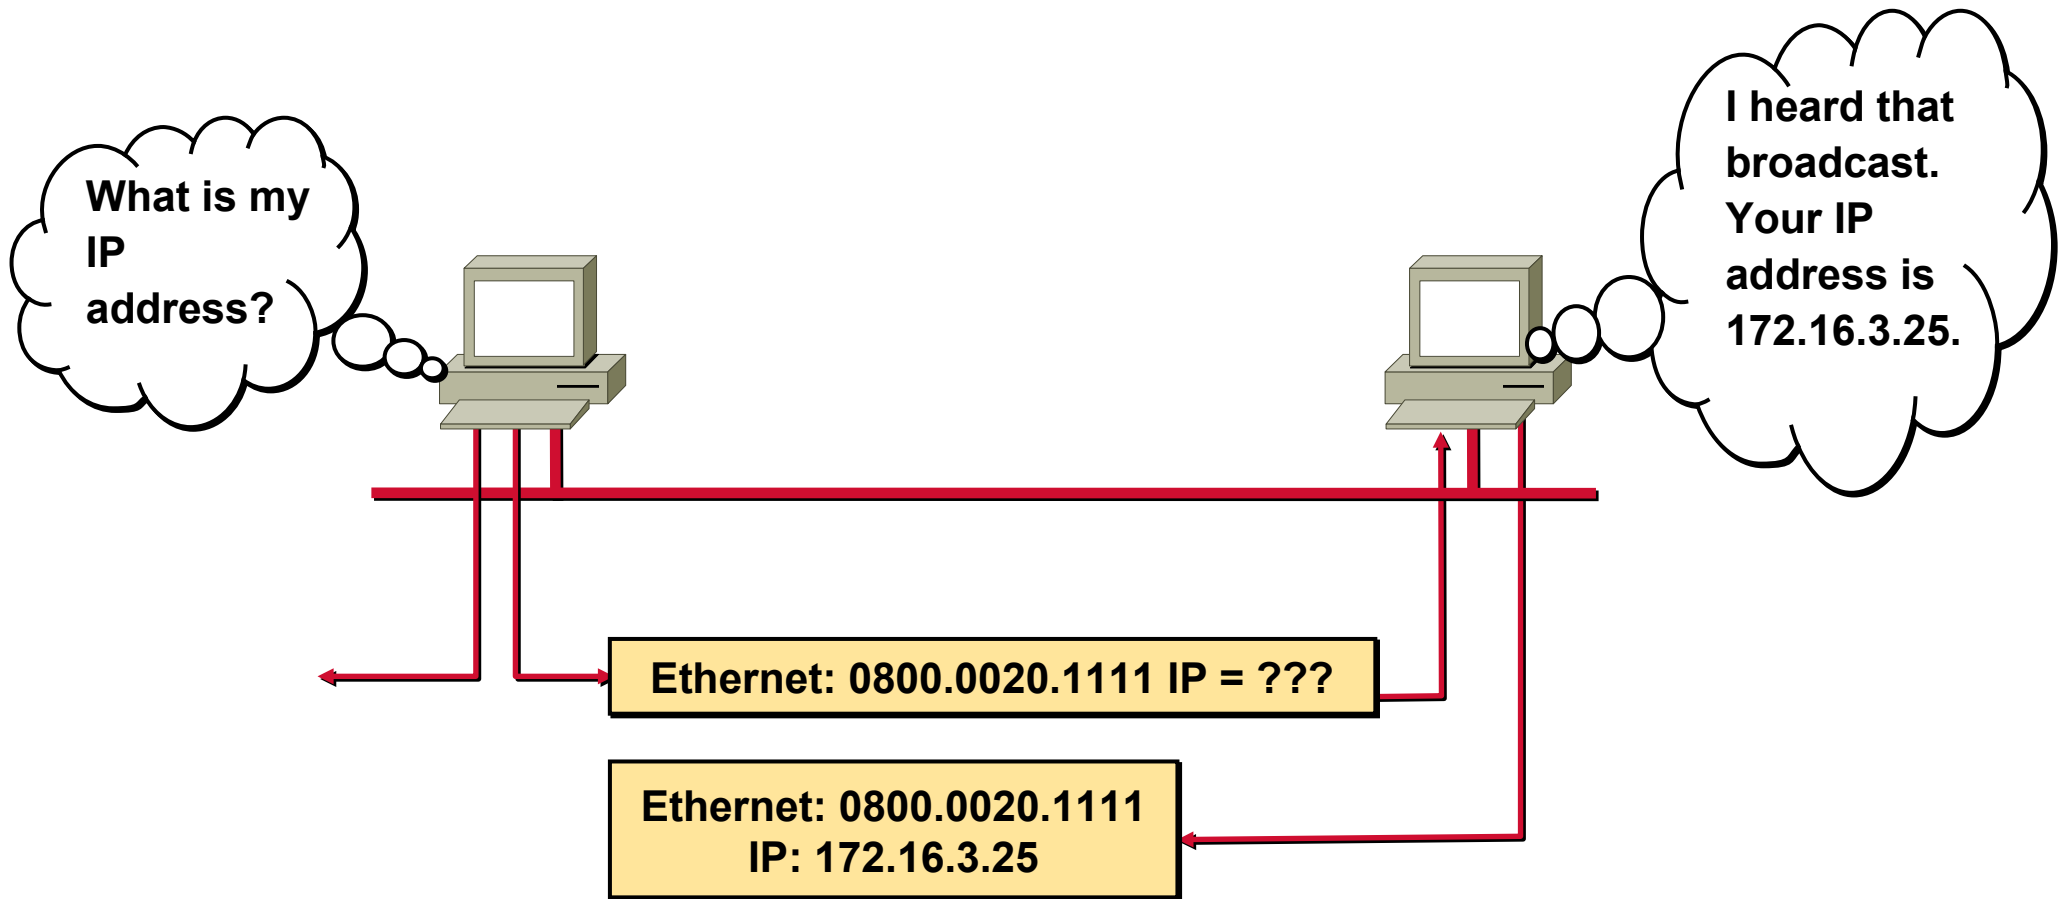 What is my
IP
address?
I heard that
broadcast.
Your IP
address is
172.16.3.25.
Ethernet: 0800.0020.1111 IP = ???
Ethernet: 0800.0020.1111
IP: 172.16.3.25